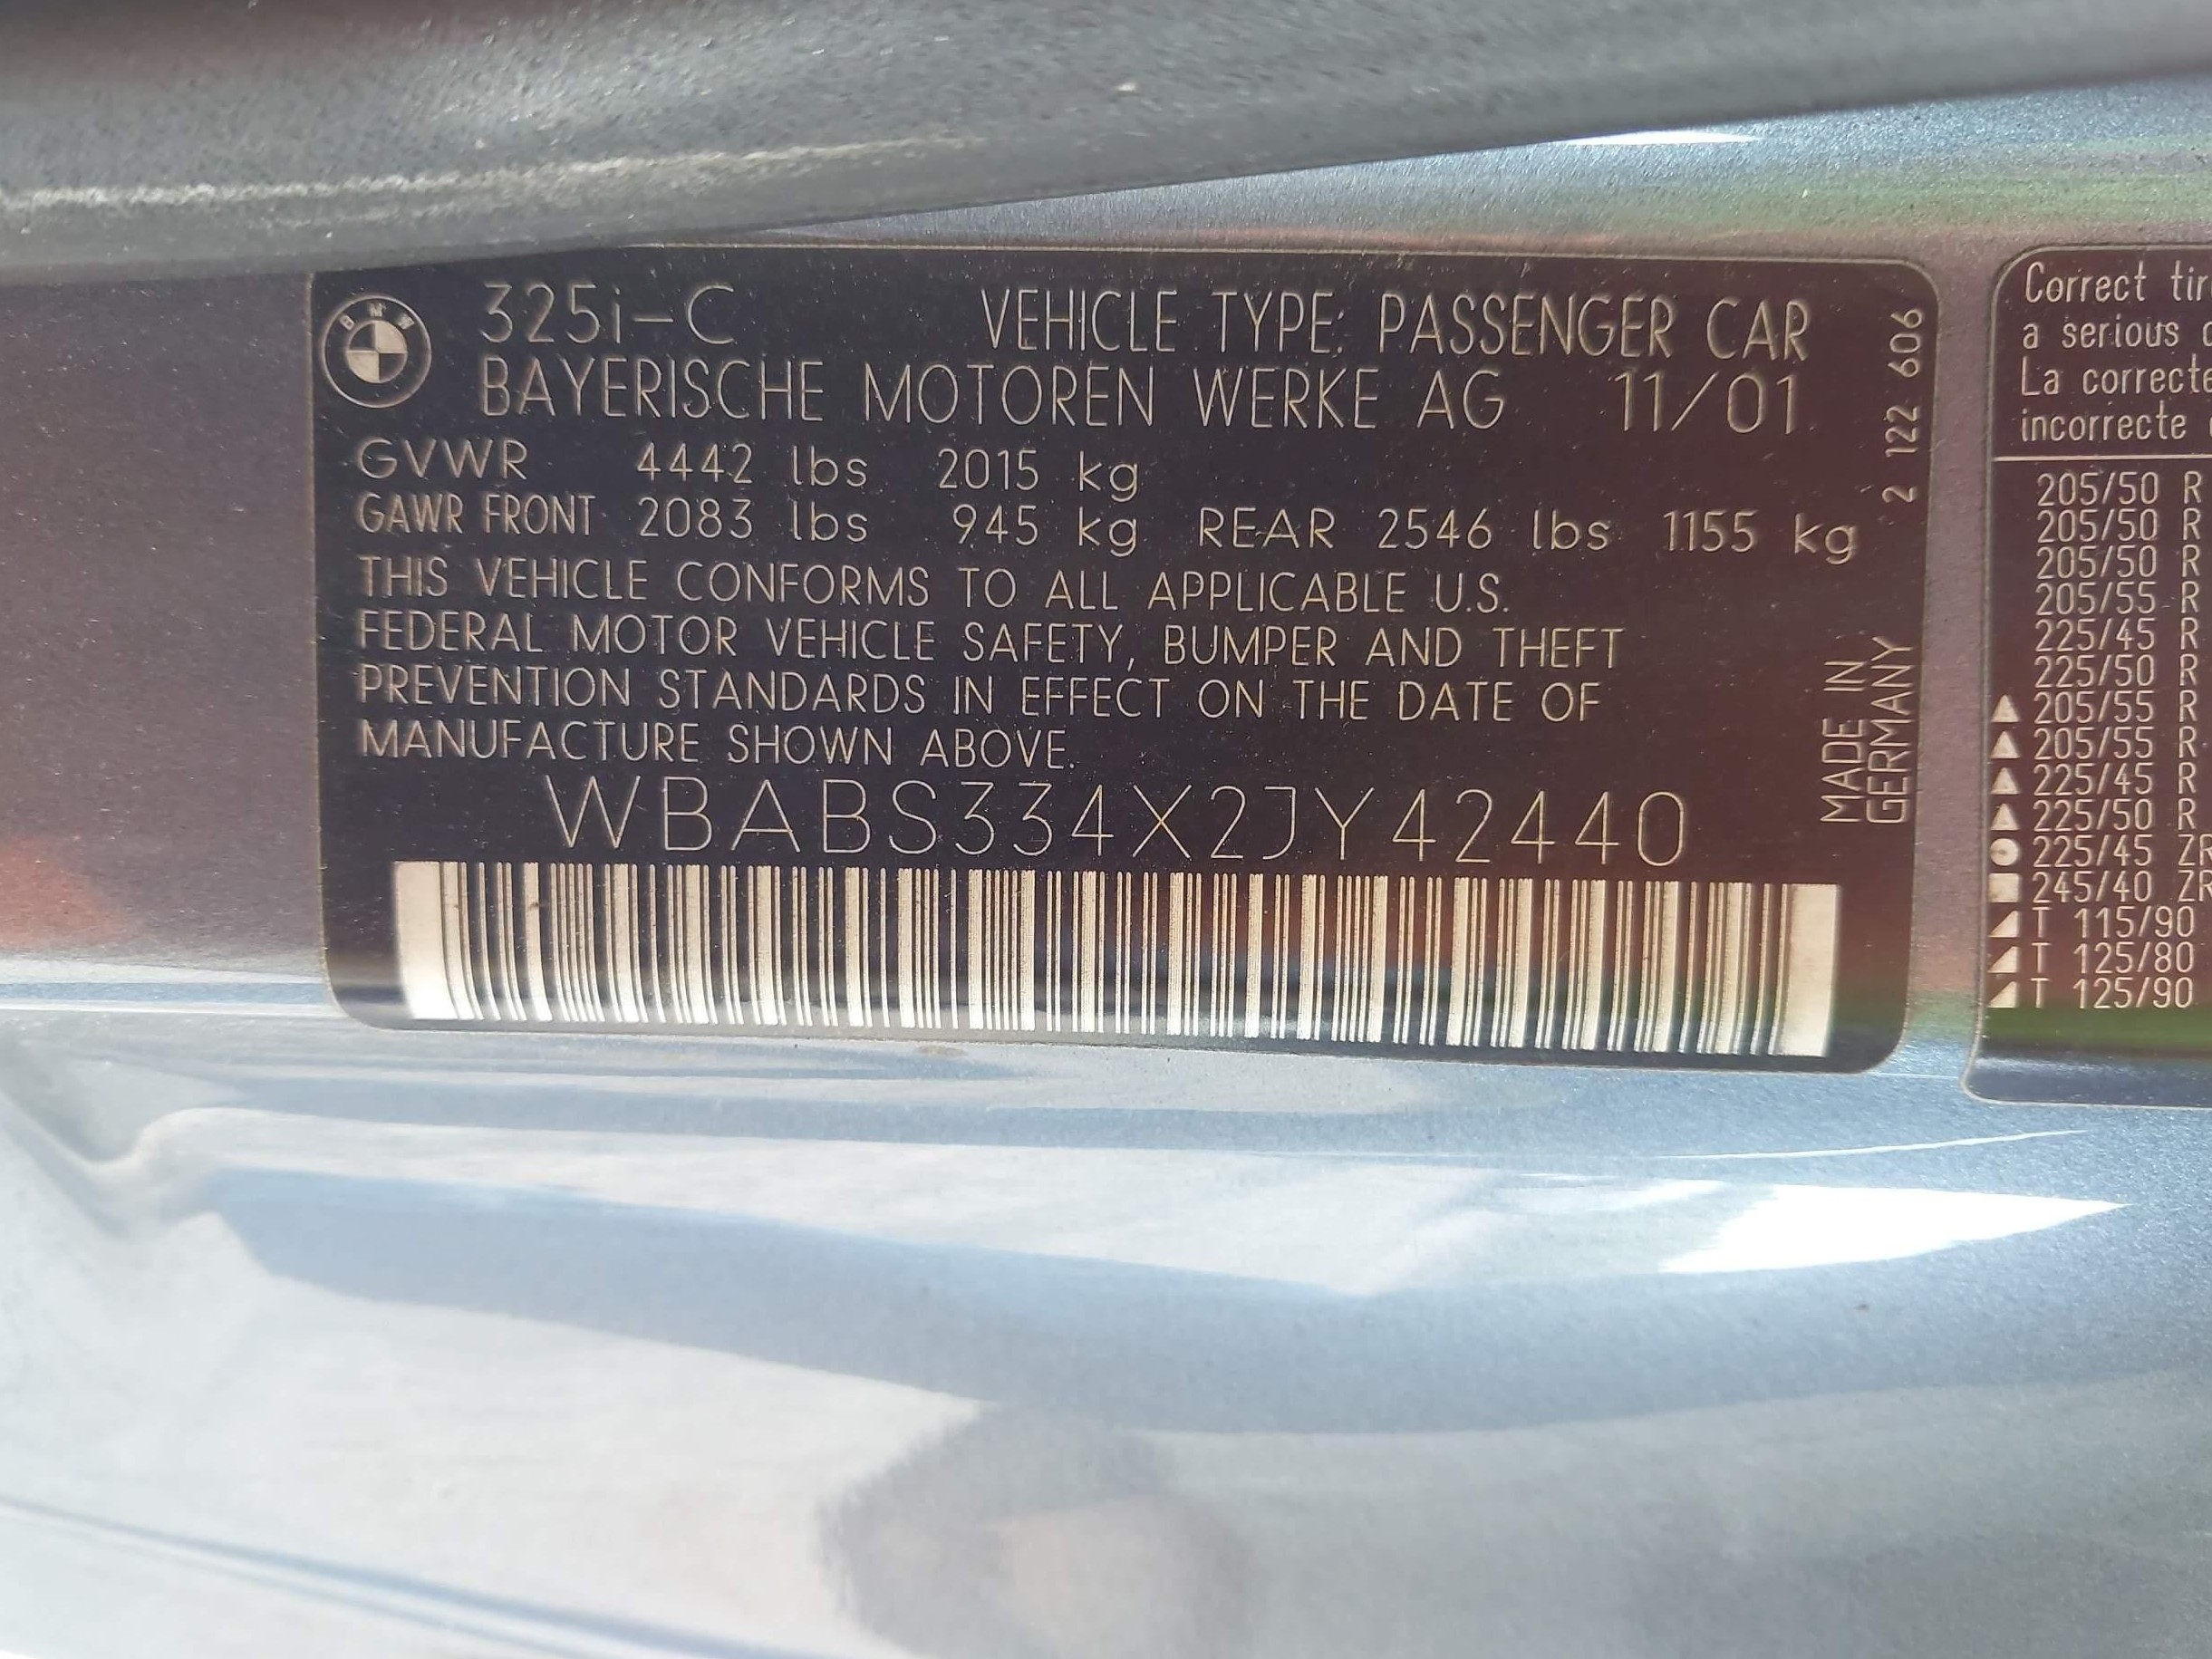 BMW
325i-C VEHICLE TYPE: PASSENGER CAR
BAYERISCHE MOTOREN WERKE AG 11/01
GVWR 4442 lbs 2015 kg
GAWR FRONT 2083 lbs 945 kg REAR 2546 lbs 1155 kg
THIS VEHICLE CONFORMS TO ALL APPLICABLE U.S.
FEDERAL MOTOR VEHICLE SAFETY, BUMPER AND THEFT
PREVENTION STANDARDS IN EFFECT ON THE DATE OF
MANUFACTURE SHOWN ABOVE.
WBABS334X2JY42440
2 122 606
MADE IN
GERMANY
Correct
a serious
La
incorrecte
205/50 R
205/50 R
205/50 R
205/55 R
225/45 R
225/50 R
205/55 R
205/55 R
225/45 R
225/50 R
225/45 ZR
245/40 ZR
T 115/90
T 125/80
T 125/90